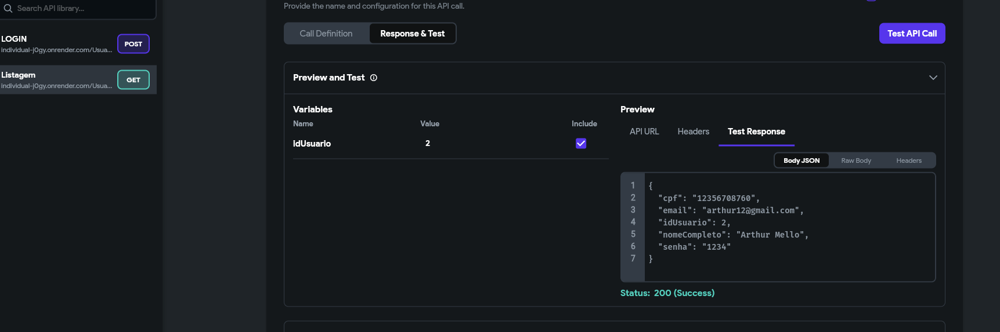 Search API library...
LOGIN
individual-j0gy.onrender.com/Usua...
POST
Listagem
individual-j0gy.onrender.com/Usua...
GET
Provide the name and configuration for this API call.
Call Definition
Response & Test
Test API Call
Preview and Test
Variables
Name Value Include
idUsuario 2
Preview
API URL Headers Test Response
Body JSON Raw Body Headers
1 {
2 "cpf": "12356708760",
3 "email": "arthur12@gmail.com",
4 "idUsuario": 2,
5 "nomeCompleto": "Arthur Mello",
6 "senha": "1234"
7 }
Status: 200 (Success)